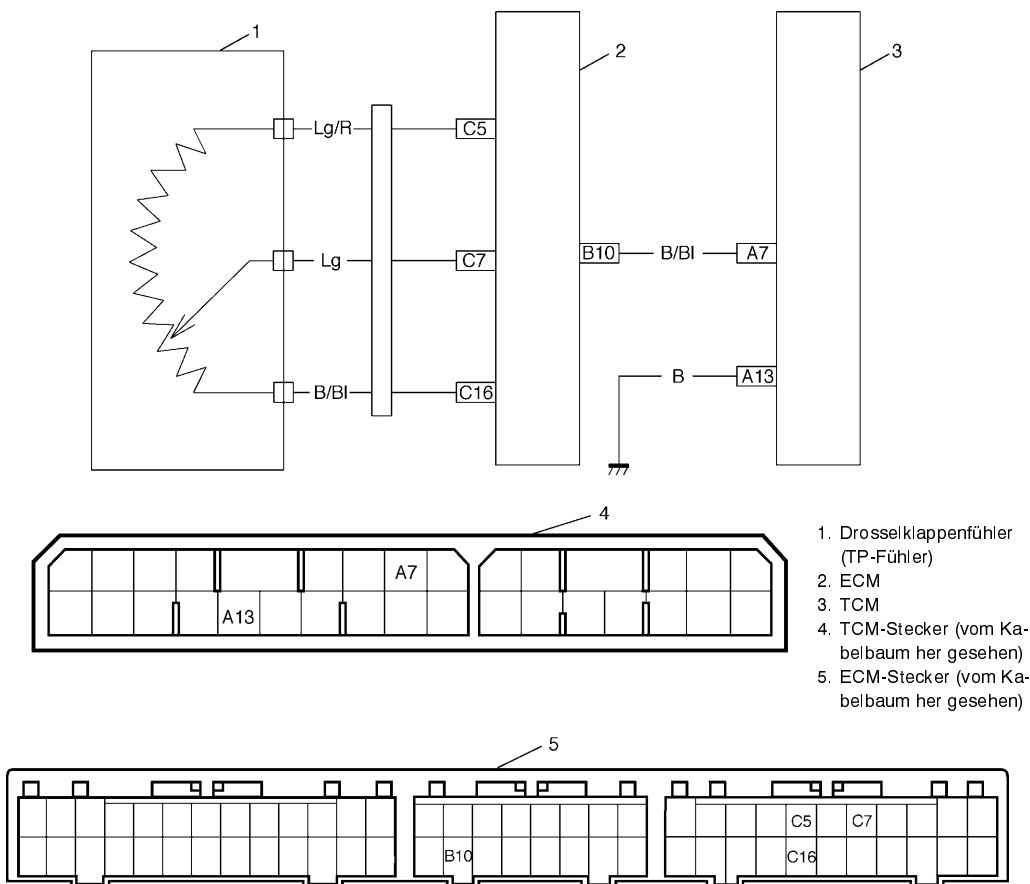 1
2
3
Lg/R
C5
Lg
C7
B10
B/Bl
A7
B/Bl
C16
B
A13
4
A7
A13
1. Drosselklappenfühler
(TP-Fühler)
2. ECM
3. TCM
4. TCM-Stecker (vom Ka-
belbaum her gesehen)
5. ECM-Stecker (vom Ka-
belbaum her gesehen)
5
C5
C7
B10
C16